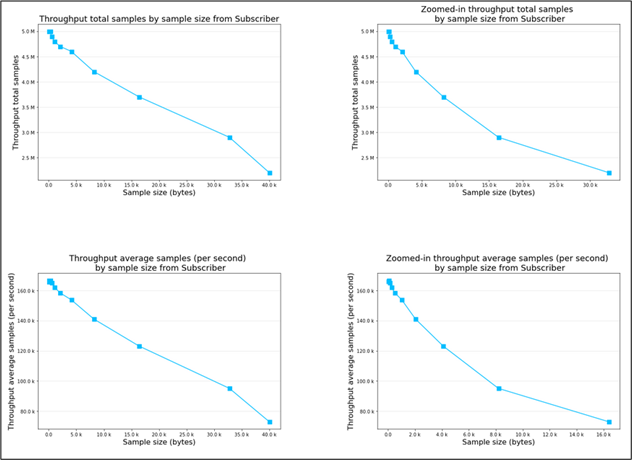 Throughput total samples by sample size from Subscriber
Throughput total samples
5.0 M
4.5 M
4.0 M
3.5 M
3.0 M
2.5 M
0.0
5.0 k
10.0 k
15.0 k
20.0 k
25.0 k
30.0 k
35.0 k
40.0 k
Sample size (bytes)
Zoomed-in throughput total samples
by sample size from Subscriber
Throughput total samples
5.0 M
4.5 M
4.0 M
3.5 M
3.0 M
2.5 M
0.0
5.0 k
10.0 k
15.0 k
20.0 k
25.0 k
30.0 k
Sample size (bytes)
Throughput average samples (per second)
by sample size from Subscriber
Throughput average samples (per second)
160.0 k
140.0 k
120.0 k
100.0 k
80.0 k
0.0
5.0 k
10.0 k
15.0 k
20.0 k
25.0 k
30.0 k
35.0 k
40.0 k
Sample size (bytes)
Zoomed-in throughput average samples (per second)
by sample size from Subscriber
Throughput average samples (per second)
160.0 k
140.0 k
120.0 k
100.0 k
80.0 k
0.0
2.0 k
4.0 k
6.0 k
8.0 k
10.0 k
12.0 k
14.0 k
16.0 k
Sample size (bytes)